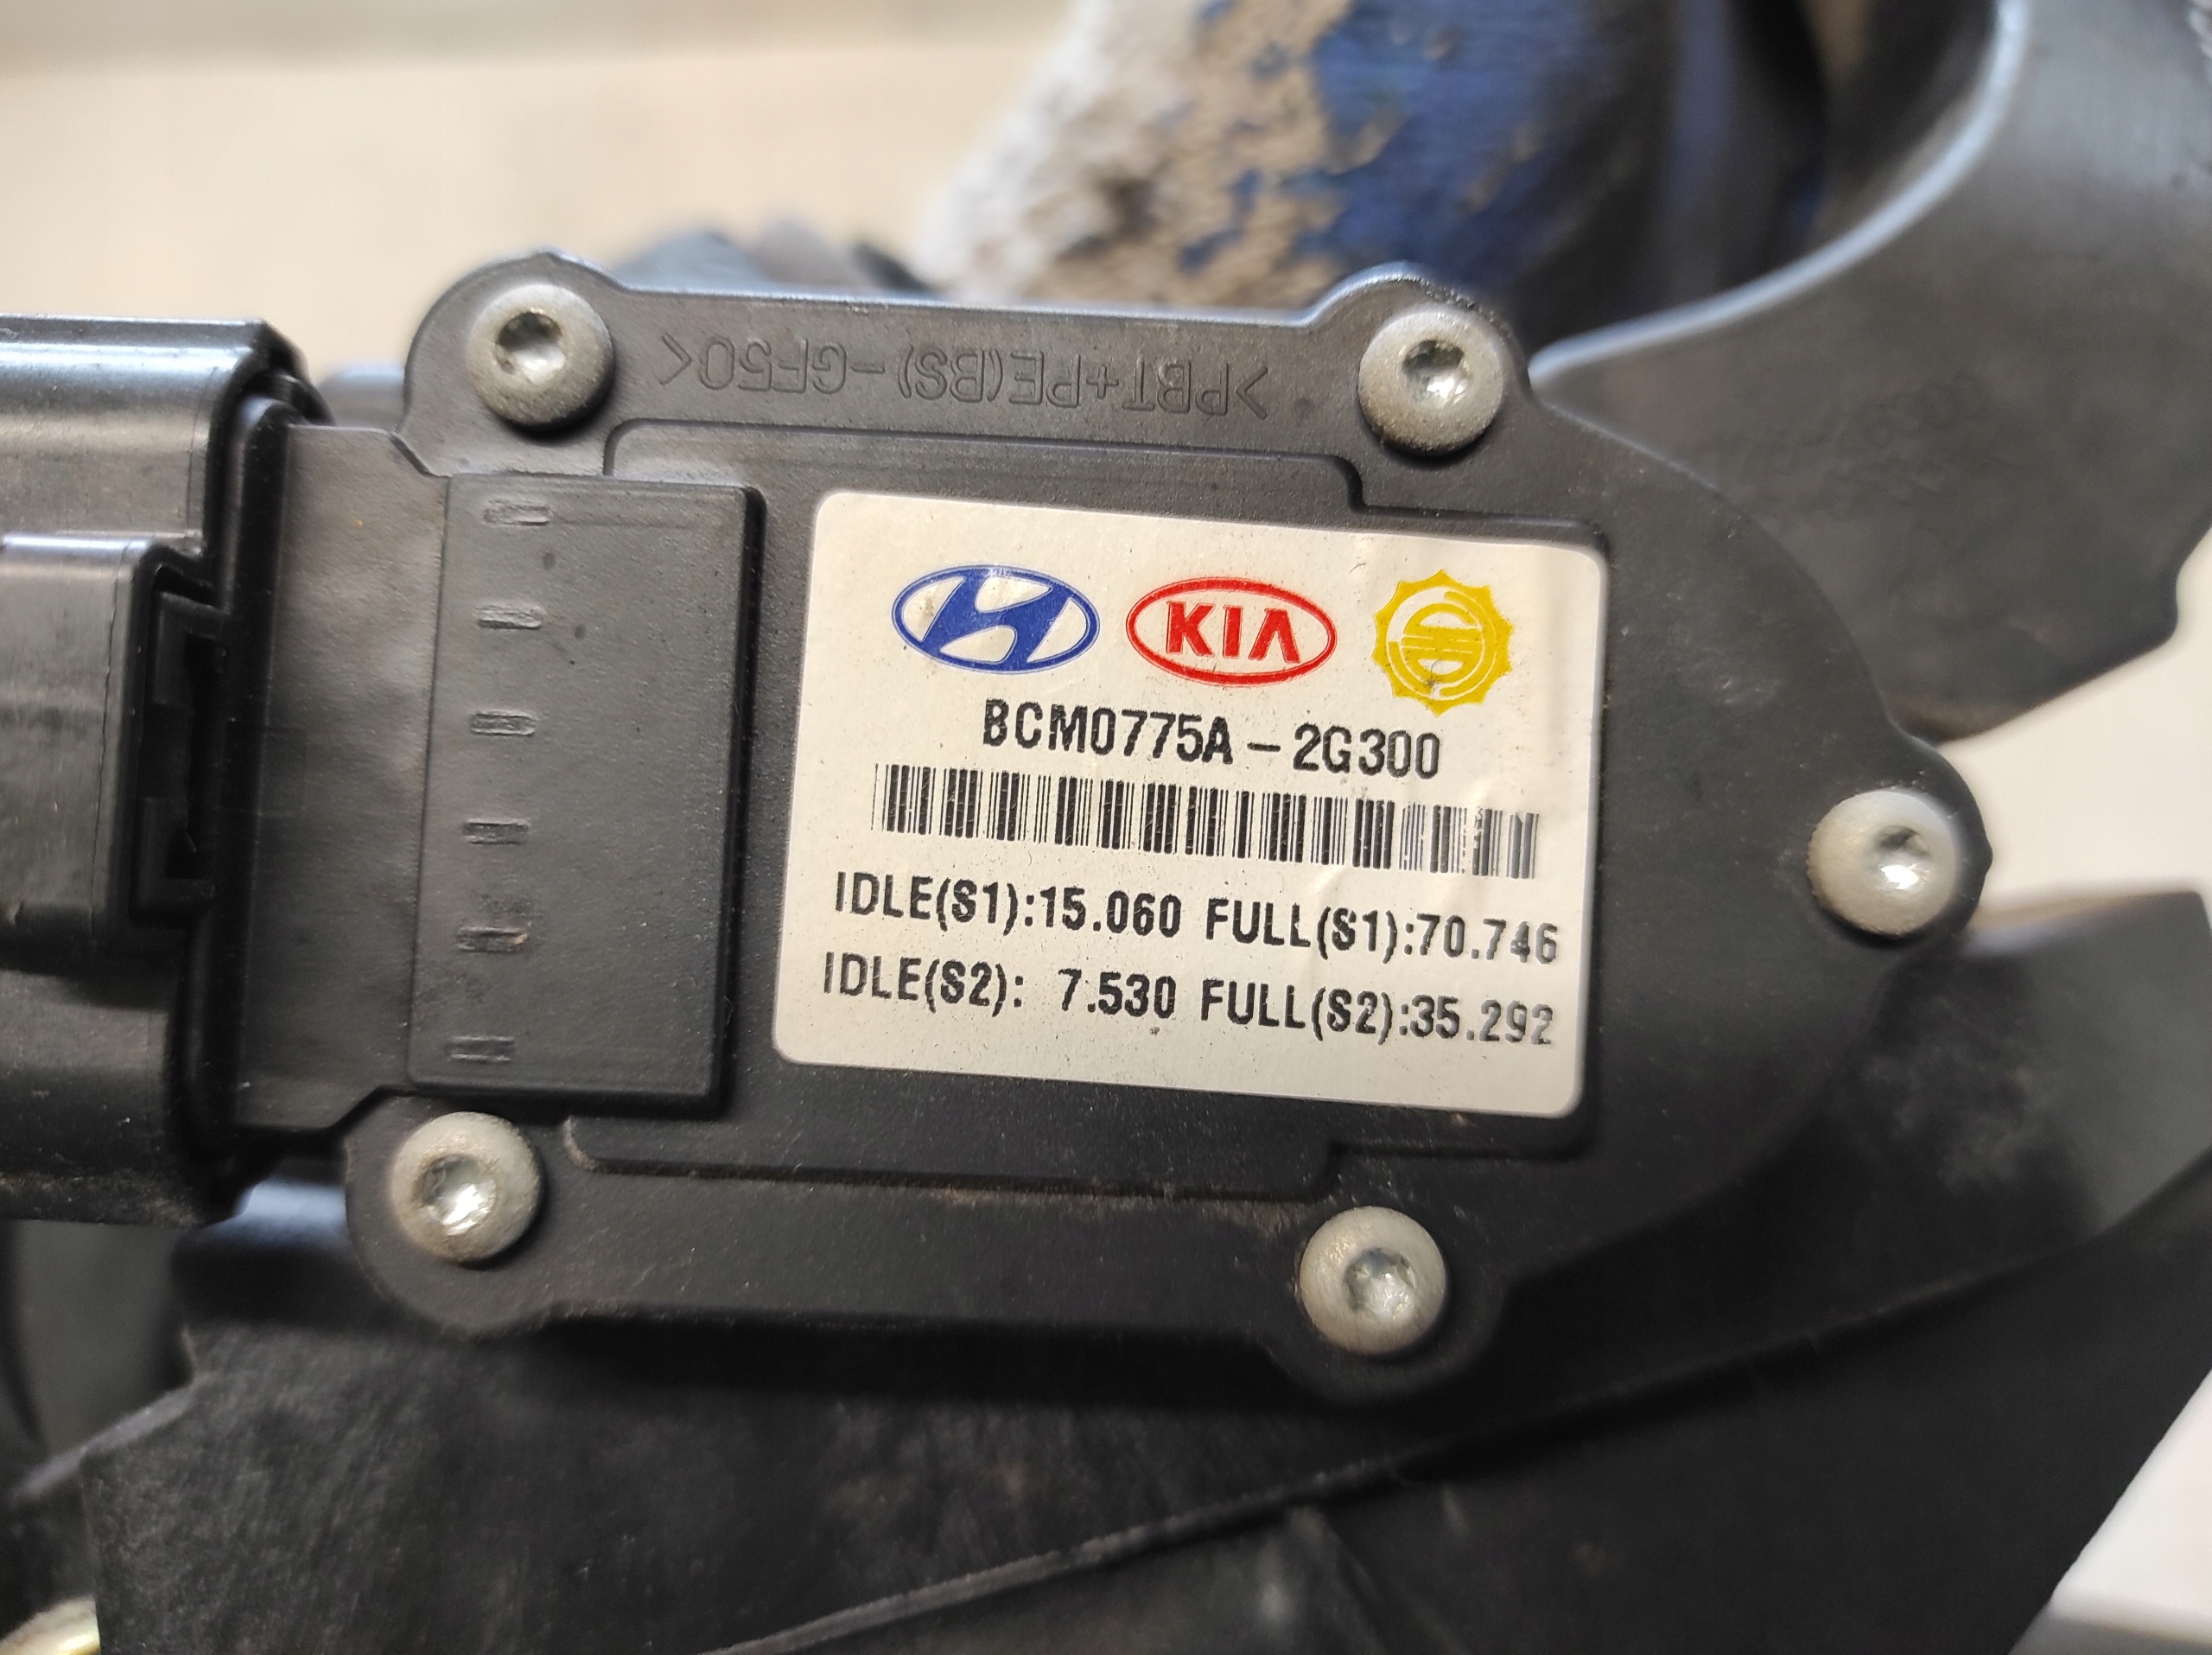 >PBT+PE(BS)-GF50<
KIA
BCM0775A-2G300
IDLE(S1):15.060 FULL(S1):70.746
IDLE(S2): 7.530 FULL(S2):35.292